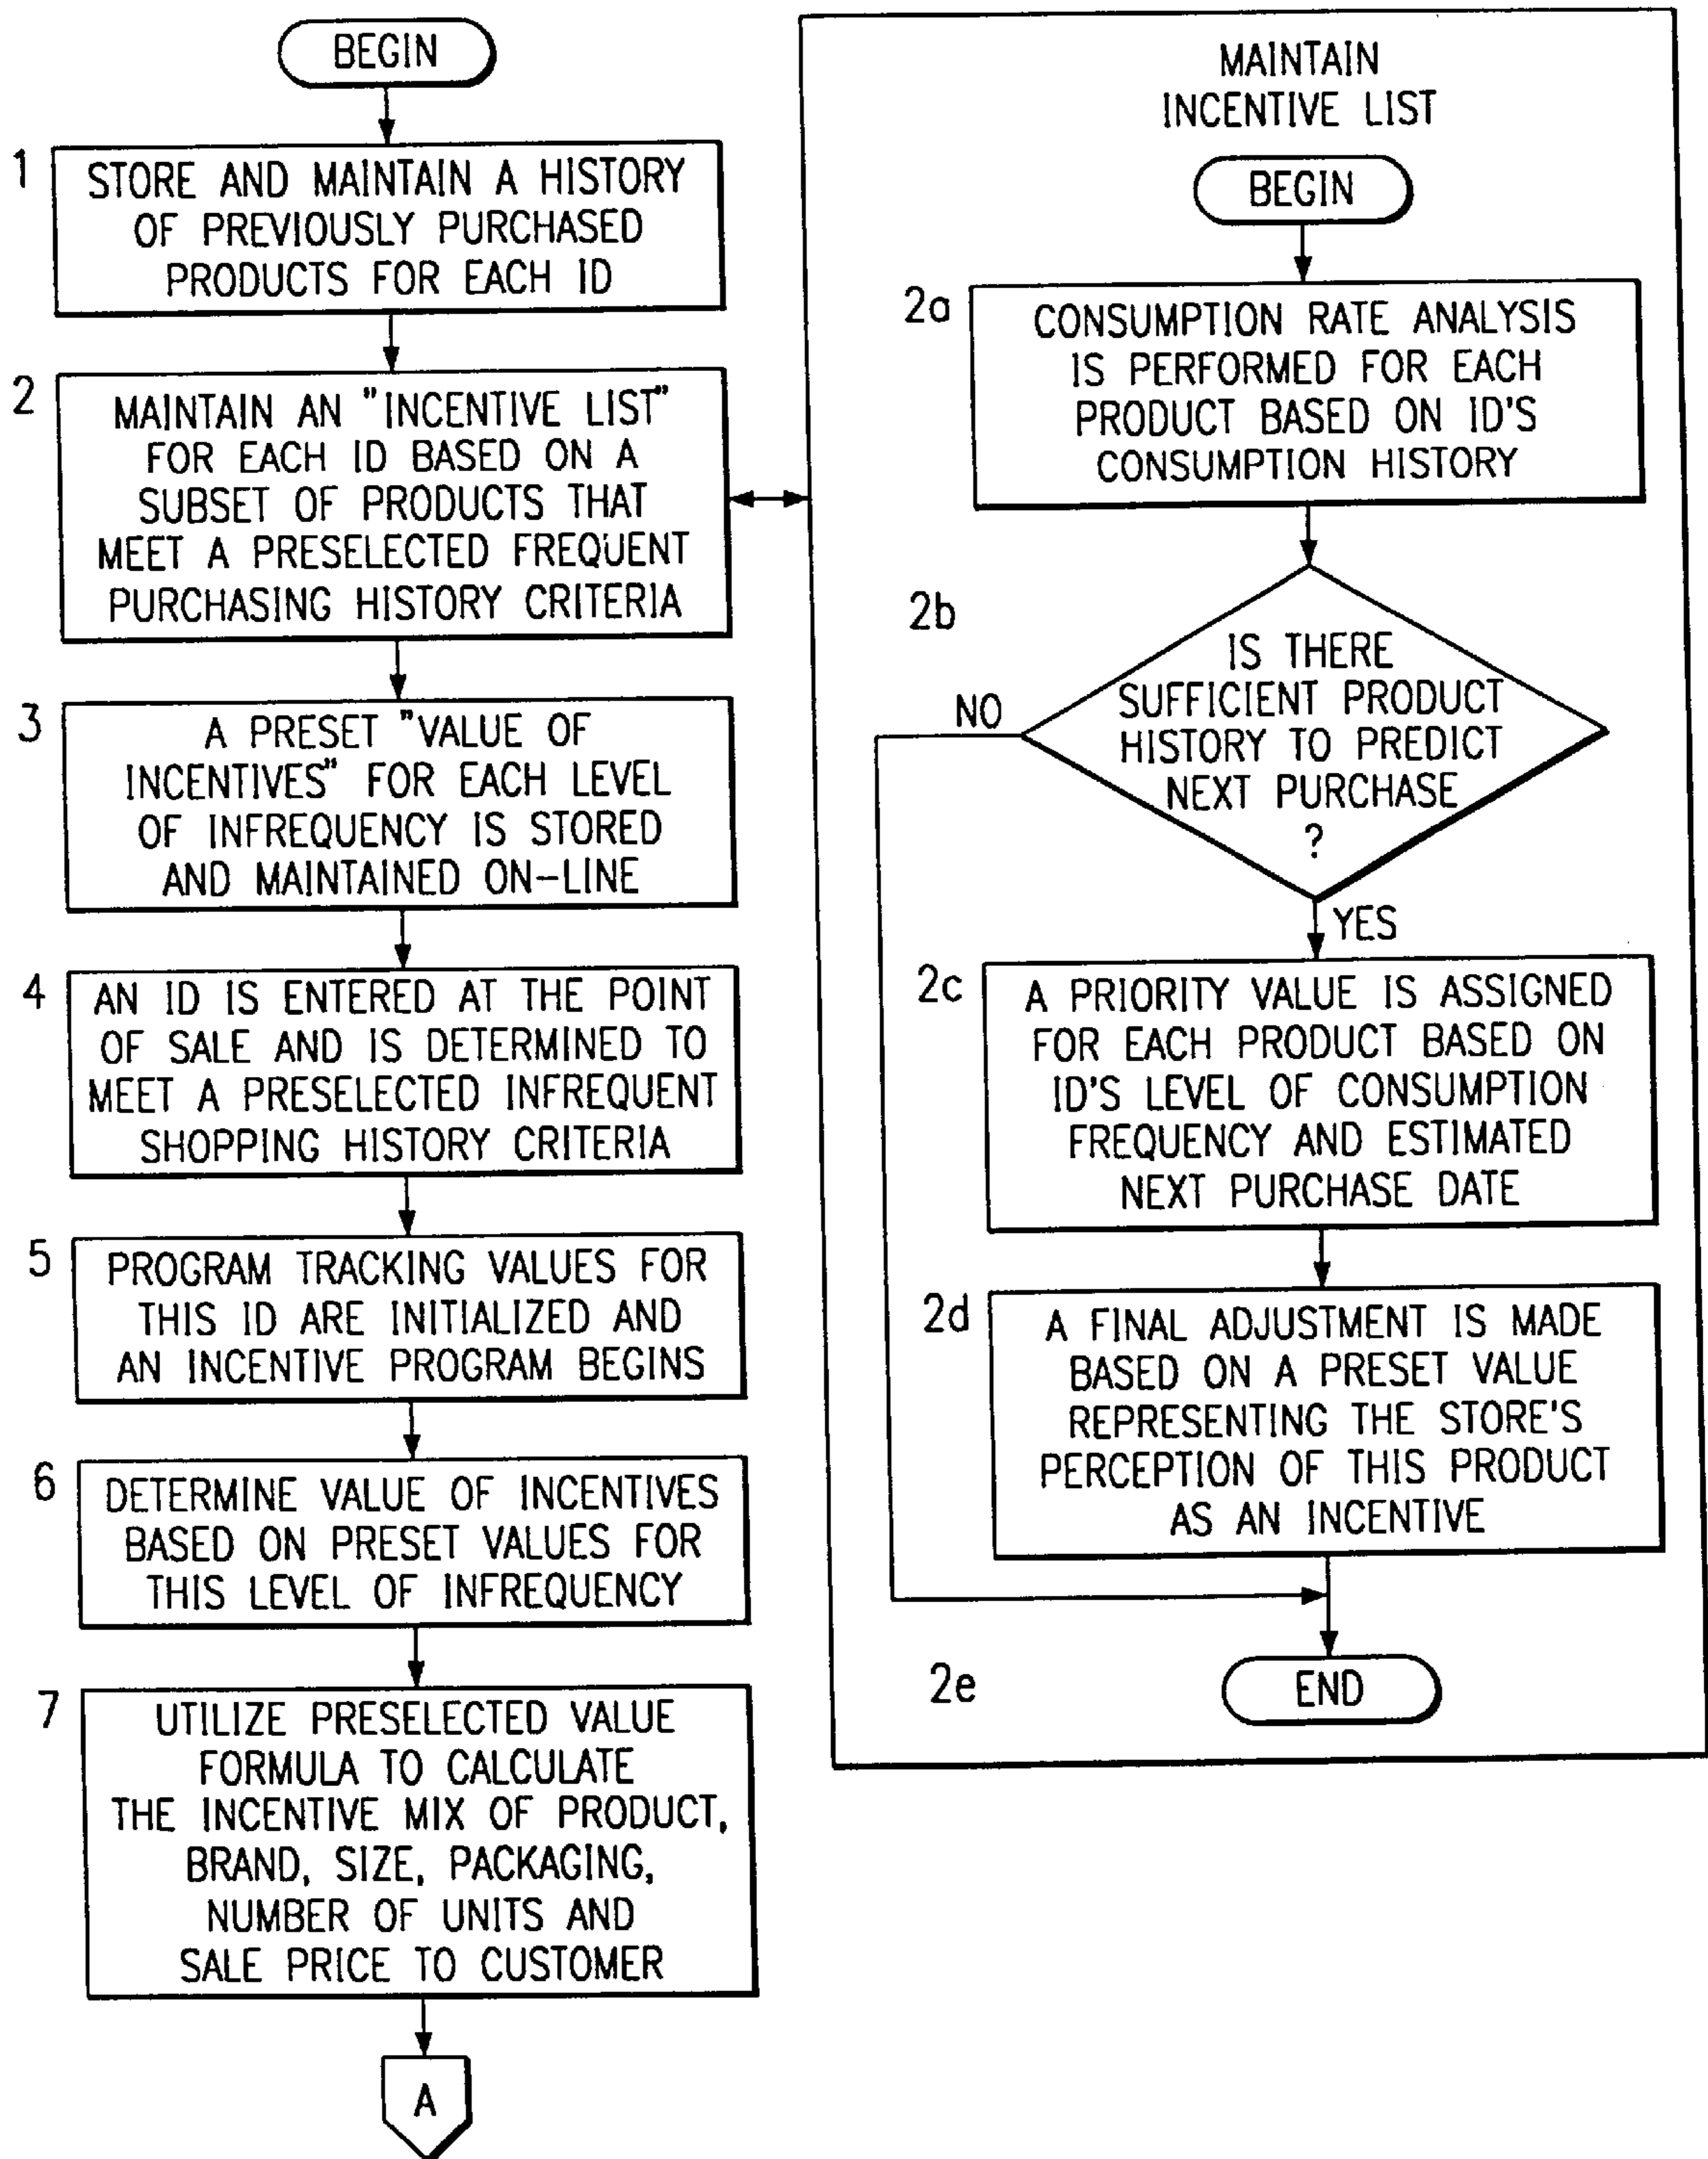 BEGIN
1
STORE AND MAINTAIN A HISTORY
OF PREVIOUSLY PURCHASED
PRODUCTS FOR EACH ID
2
MAINTAIN AN "INCENTIVE LIST"
FOR EACH ID BASED ON A
SUBSET OF PRODUCTS THAT
MEET A PRESELECTED FREQUENT
PURCHASING HISTORY CRITERIA
3
A PRESET "VALUE OF
INCENTIVES" FOR EACH LEVEL
OF INFREQUENCY IS STORED
AND MAINTAINED ON-LINE
4
AN ID IS ENTERED AT THE POINT
OF SALE AND IS DETERMINED TO
MEET A PRESELECTED INFREQUENT
SHOPPING HISTORY CRITERIA
5
PROGRAM TRACKING VALUES FOR
THIS ID ARE INITIALIZED AND
AN INCENTIVE PROGRAM BEGINS
6
DETERMINE VALUE OF INCENTIVES
BASED ON PRESET VALUES FOR
THIS LEVEL OF INFREQUENCY
7
UTILIZE PRESELECTED VALUE
FORMULA TO CALCULATE
THE INCENTIVE MIX OF PRODUCT,
BRAND, SIZE, PACKAGING,
NUMBER OF UNITS AND
SALE PRICE TO CUSTOMER
A
MAINTAIN
INCENTIVE LIST
BEGIN
2a
CONSUMPTION RATE ANALYSIS
IS PERFORMED FOR EACH
PRODUCT BASED ON ID'S
CONSUMPTION HISTORY
2b
IS THERE
SUFFICIENT PRODUCT
HISTORY TO PREDICT
NEXT PURCHASE
?
NO
YES
2c
A PRIORITY VALUE IS ASSIGNED
FOR EACH PRODUCT BASED ON
ID'S LEVEL OF CONSUMPTION
FREQUENCY AND ESTIMATED
NEXT PURCHASE DATE
2d
A FINAL ADJUSTMENT IS MADE
BASED ON A PRESET VALUE
REPRESENTING THE STORE'S
PERCEPTION OF THIS PRODUCT
AS AN INCENTIVE
2e
END